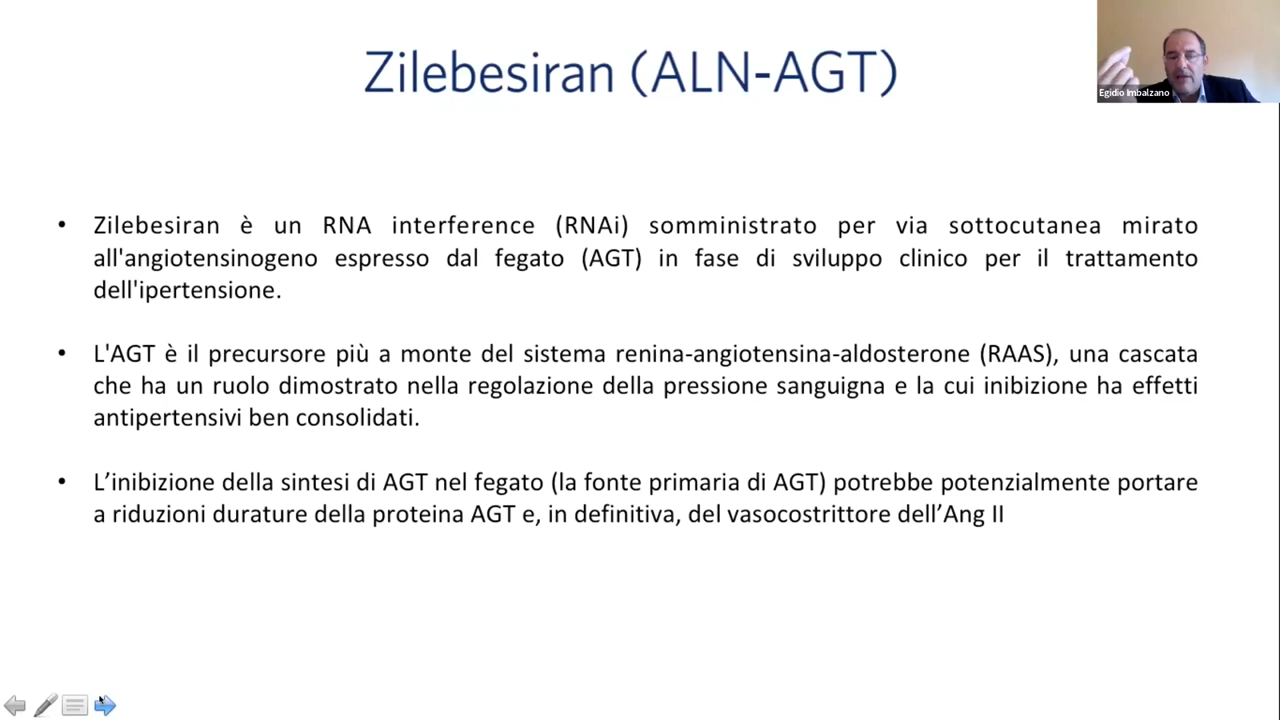 Zilebesiran (ALN-AGT)
Egidio Imbalzano
• Zilebesiran è un RNA interference (RNAi) somministrato per via sottocutanea mirato
all'angiotensinogeno espresso dal fegato (AGT) in fase di sviluppo clinico per il trattamento
dell'ipertensione.
• L'AGT è il precursore più a monte del sistema renina-angiotensina-aldosterone (RAAS), una cascata
che ha un ruolo dimostrato nella regolazione della pressione sanguigna e la cui inibizione ha effetti
antipertensivi ben consolidati.
• L’inibizione della sintesi di AGT nel fegato (la fonte primaria di AGT) potrebbe potenzialmente portare
a riduzioni durature della proteina AGT e, in definitiva, del vasocostrittore dell’Ang II